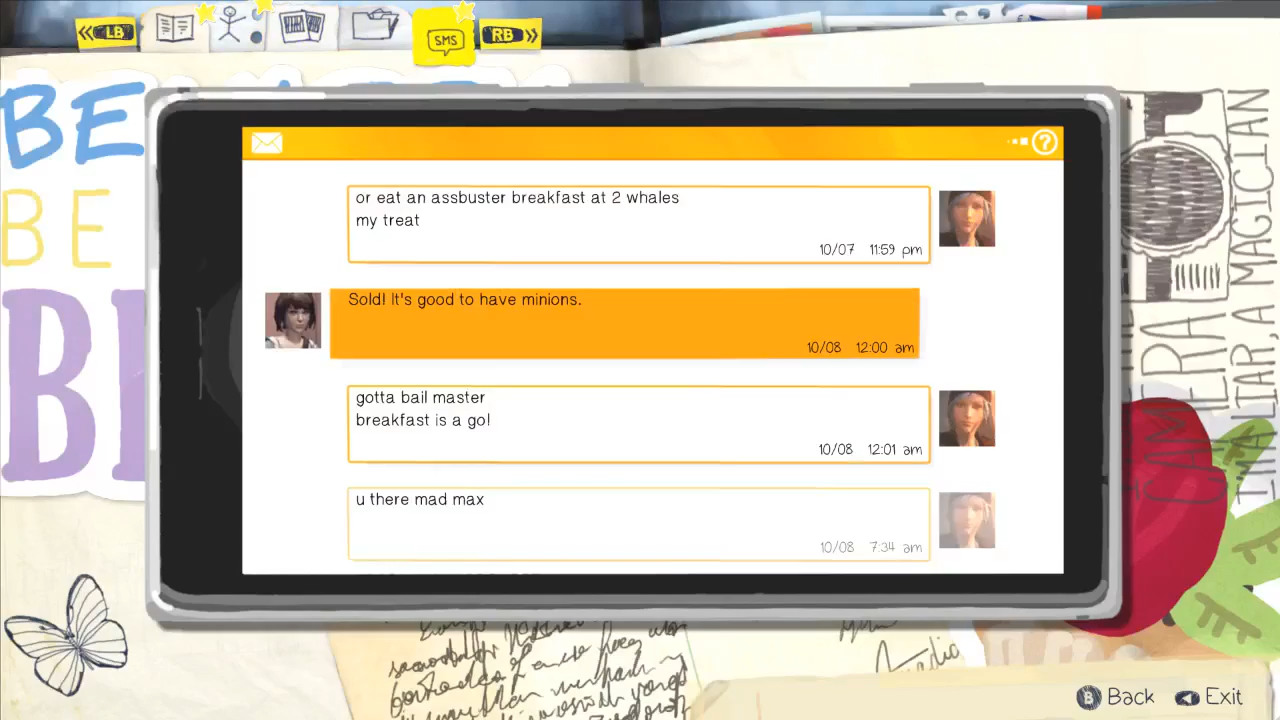 LB
SMS
RB
BE
BE
or eat an assbuster breakfast at 2 whales
my treat
10/07 11:59 pm
Sold! It's good to have minions.
10/08 12:00 am
gotta bail master
breakfast is a go!
10/08 12:01 am
u there mad max
10/08 7:34 am
CAMERA
LIAR, A MAGICIAN
B Back
Exit